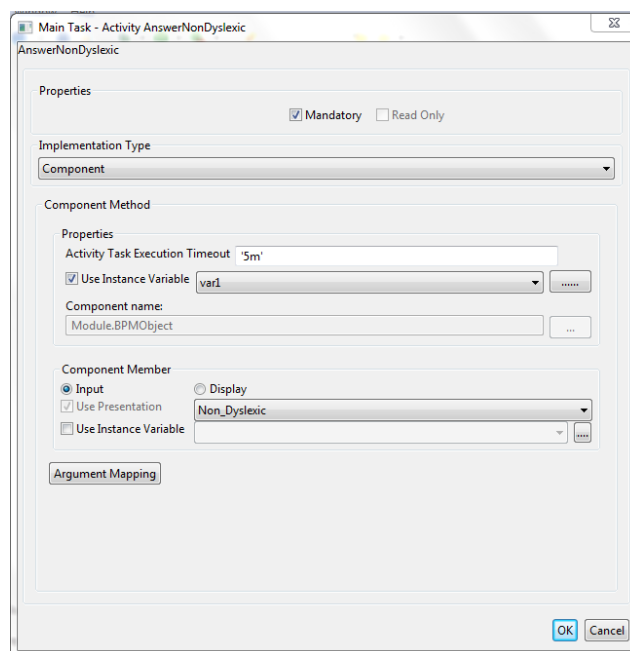 Main Task - Activity AnswerNonDyslexic
AnswerNonDyslexic
Properties
Mandatory Read Only
Implementation Type
Component
Component Method
Properties
Activity Task Execution Timeout '5m'
Use Instance Variable var1 ......
Component name:
Module.BPMObject ...
Component Member
Input Display
Use Presentation Non_Dyslexic
Use Instance Variable ....
Argument Mapping
OK Cancel